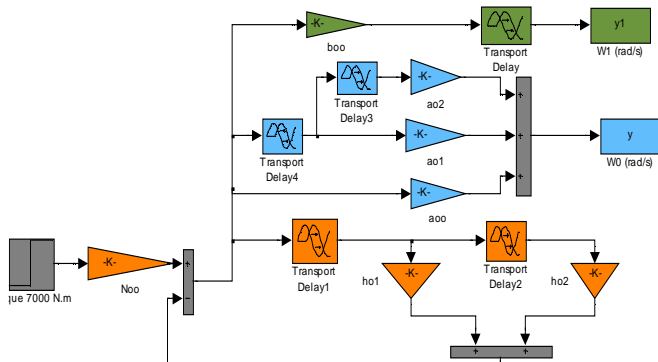 -K-
boo
Transport
Delay
y1
W1 (rad/s)
Transport
Delay3
-K-
ao2
Transport
Delay4
-K-
ao1
y
W0 (rad/s)
-K-
aoo
+
+
+
que 7000 N.m
-K-
Noo
+
−
Transport
Delay1
-K-
ho1
Transport
Delay2
-K-
ho2
+ +